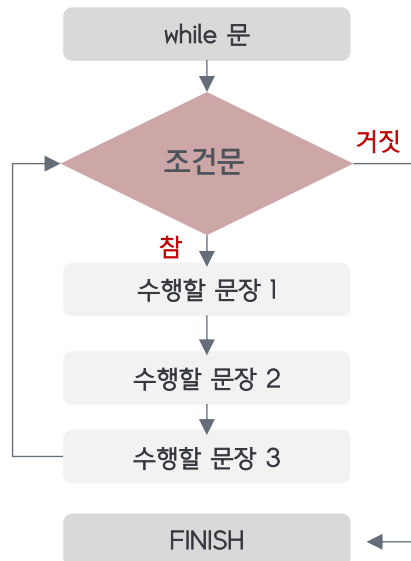 while 문
조건문
거짓
참
수행할 문장 1
수행할 문장 2
수행할 문장 3
FINISH